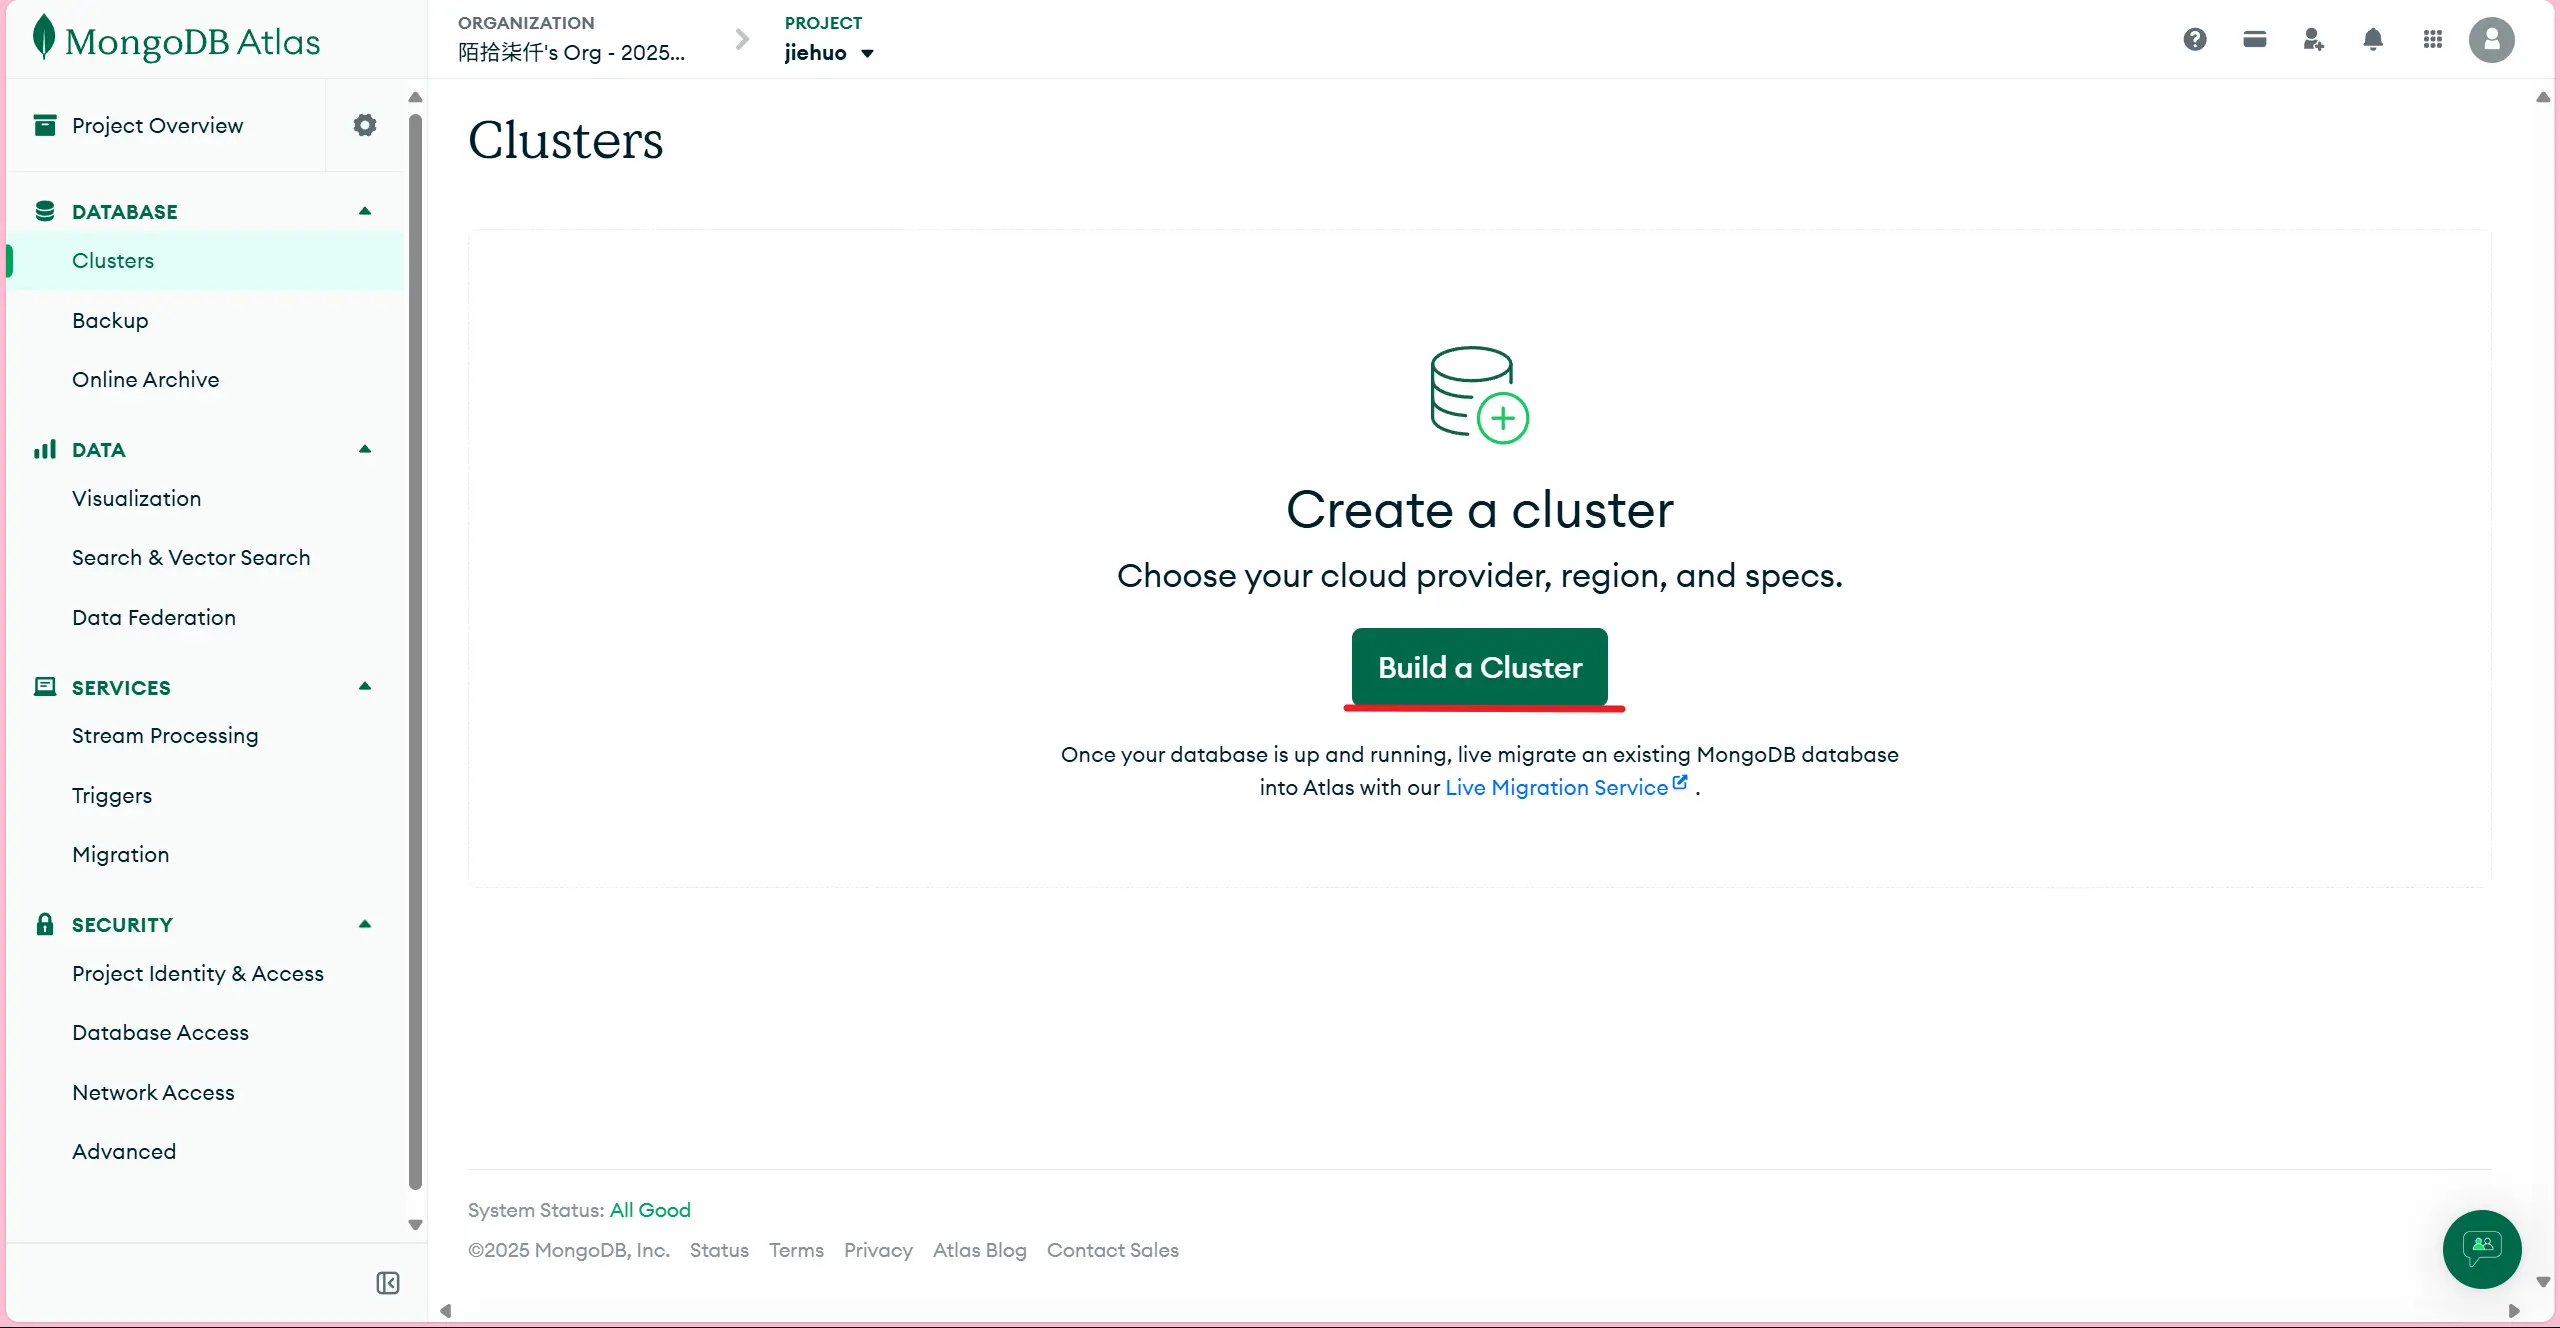 MongoDB Atlas
ORGANIZATION
陌拾柒仟's Org - 2025...
PROJECT
jiehuo
Project Overview
DATABASE
Clusters
Backup
Online Archive
DATA
Visualization
Search & Vector Search
Data Federation
SERVICES
Stream Processing
Triggers
Migration
SECURITY
Project Identity & Access
Database Access
Network Access
Advanced
Clusters
Create a cluster
Choose your cloud provider, region, and specs.
Build a Cluster
Once your database is up and running, live migrate an existing MongoDB database
into Atlas with our Live Migration Service .
System Status: All Good
©2025 MongoDB, Inc. Status Terms Privacy Atlas Blog Contact Sales